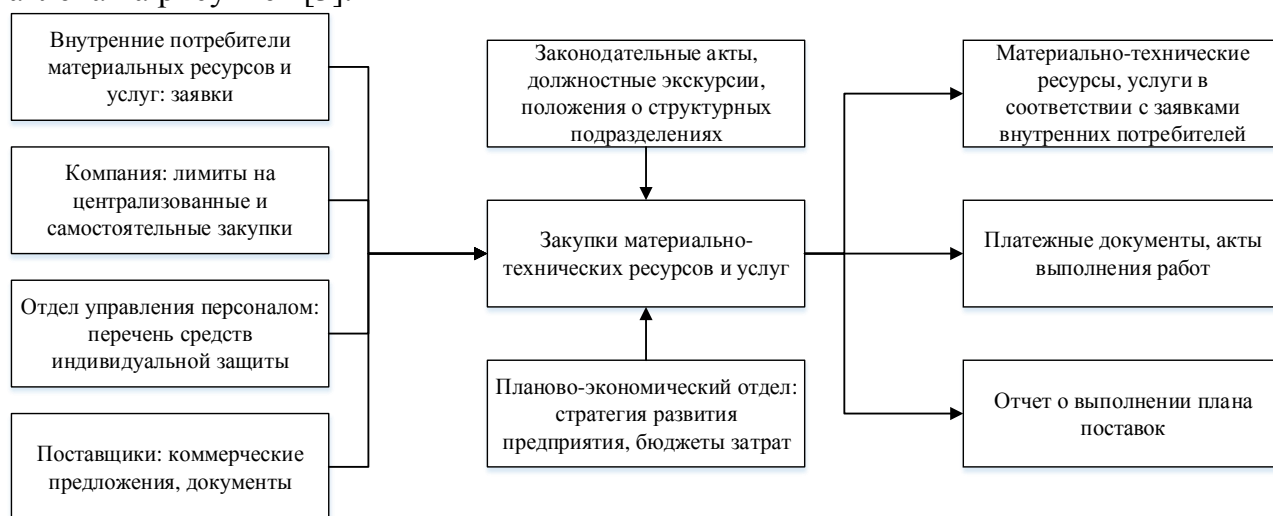 Внутренние потребители
материальных ресурсов и
услуг: заявки
Компания: лимиты на
централизованные и
самостоятельные закупки
Отдел управления персоналом:
перечень средств
индивидуальной защиты
Поставщики: коммерческие
предложения, документы
Законодательные акты,
должностные экскурсии,
положения о структурных
подразделениях
Закупки материально-
технических ресурсов и услуг
Планово-экономический отдел:
стратегия развития
предприятия, бюджеты затрат
Материально-технические
ресурсы, услуги в
соответствии с заявками
внутренних потребителей
Платежные документы, акты
выполнения работ
Отчет о выполнении плана
поставок